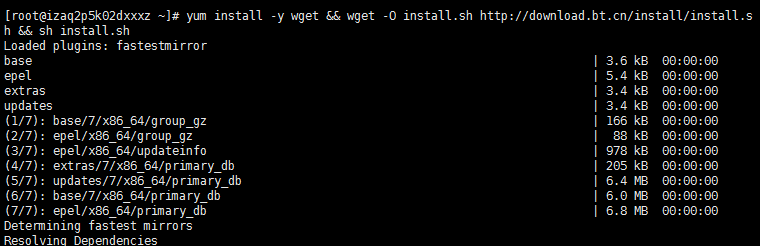 [root@izaq2p5k02dxxxz ~]# yum install -y wget && wget -O install.sh http://download.bt.cn/install/install.s
h && sh install.sh
Loaded plugins: fastestmirror
base | 3.6 kB 00:00:00
epel | 5.4 kB 00:00:00
extras | 3.4 kB 00:00:00
updates | 3.4 kB 00:00:00
(1/7): base/7/x86_64/group_gz | 166 kB 00:00:00
(2/7): epel/x86_64/group_gz | 88 kB 00:00:00
(3/7): epel/x86_64/updateinfo | 978 kB 00:00:00
(4/7): extras/7/x86_64/primary_db | 205 kB 00:00:00
(5/7): updates/7/x86_64/primary_db | 6.4 MB 00:00:00
(6/7): base/7/x86_64/primary_db | 6.0 MB 00:00:00
(7/7): epel/x86_64/primary_db | 6.8 MB 00:00:00
Determining fastest mirrors
Resolving Dependencies